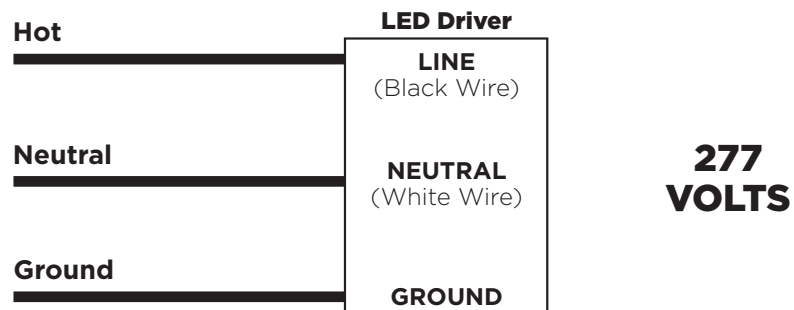 LED Driver
Hot
LINE
(Black Wire)
Neutral
NEUTRAL
(White Wire)
277
VOLTS
Ground
GROUND